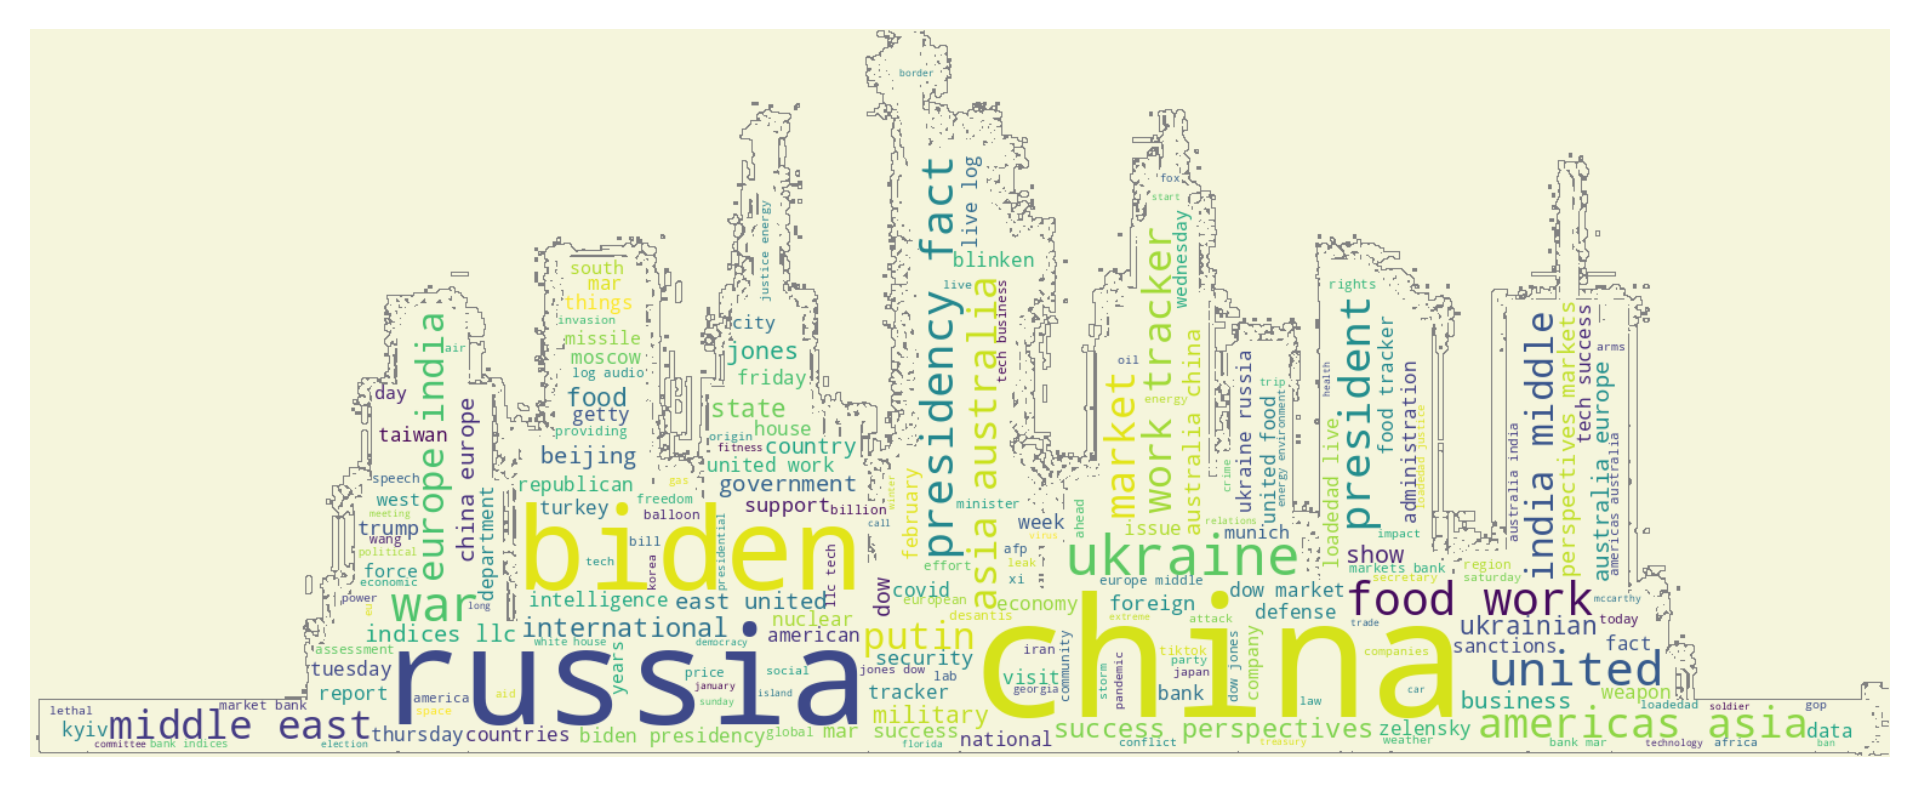 border
fox
start
presidency fact
live log
justice energy
work tracker
wednesday
blinken
south
mar
things
live
asia australia
tech business
rights
invasion
missile
moscow
log audio
food
getty
providing
beijing
europe india
air
day
taiwan
china europe
city
jones
friday
state
house
origin
country
fitness
united work
government
oil
market
energy
australia china
trip
ukraine russia
united food
energy environment
crime
health
president
food tracker
administration
loadedad justice
loadedad live
india middle
perspectives markets
tech success
arms
australia europe
australia india
americas australia
speech
west
meeting
trump
wang
political
force
economic
power
eu
long
department
republican
gas
freedom
turkey
balloon
support
billion
call
winter
february
minister
week
ahead
issue
relations
munich
impact
show
biden
bill
tech
korea
presidential
llc tech
dow
effort
covid
afp
virus
leak
xi
ukraine
europe middle
dow market
markets bank
secretary
region
saturday
mccarthy
war
intelligence
east united
nuclear
european
desantis
economy
foreign
extreme
attack
defense
food work
trade
ukrainian
today
indices llc
international
white house
democracy
american
putin
security
iran
tiktok
party
japan
dow jones
company
companies
sanctions
fact
assessment
tuesday
report
russia
years
price
social
january
sunday
island
jones dow
lab
tracker
visit
georgia
community
storm
pandemic
china
bank
law
car
united
business
weapon
loadedad
soldier
gop
america
aid
space
lethal
market bank
kyiv
middle east
thursday
countries
biden presidency
global mar
military
success
national
success perspectives
zelensky
americas asia
data
committee
bank indices
election
florida
conflict
treasury
weather
bank mar
technology
africa
ban